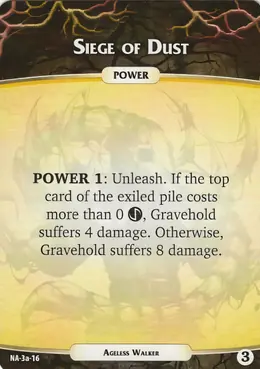 Siege of Dust
POWER
POWER 1: Unleash. If the top
card of the exiled pile costs
more than 0 , Gravehold
suffers 4 damage. Otherwise,
Gravehold suffers 8 damage.
NA-3a-16
Ageless Walker
3